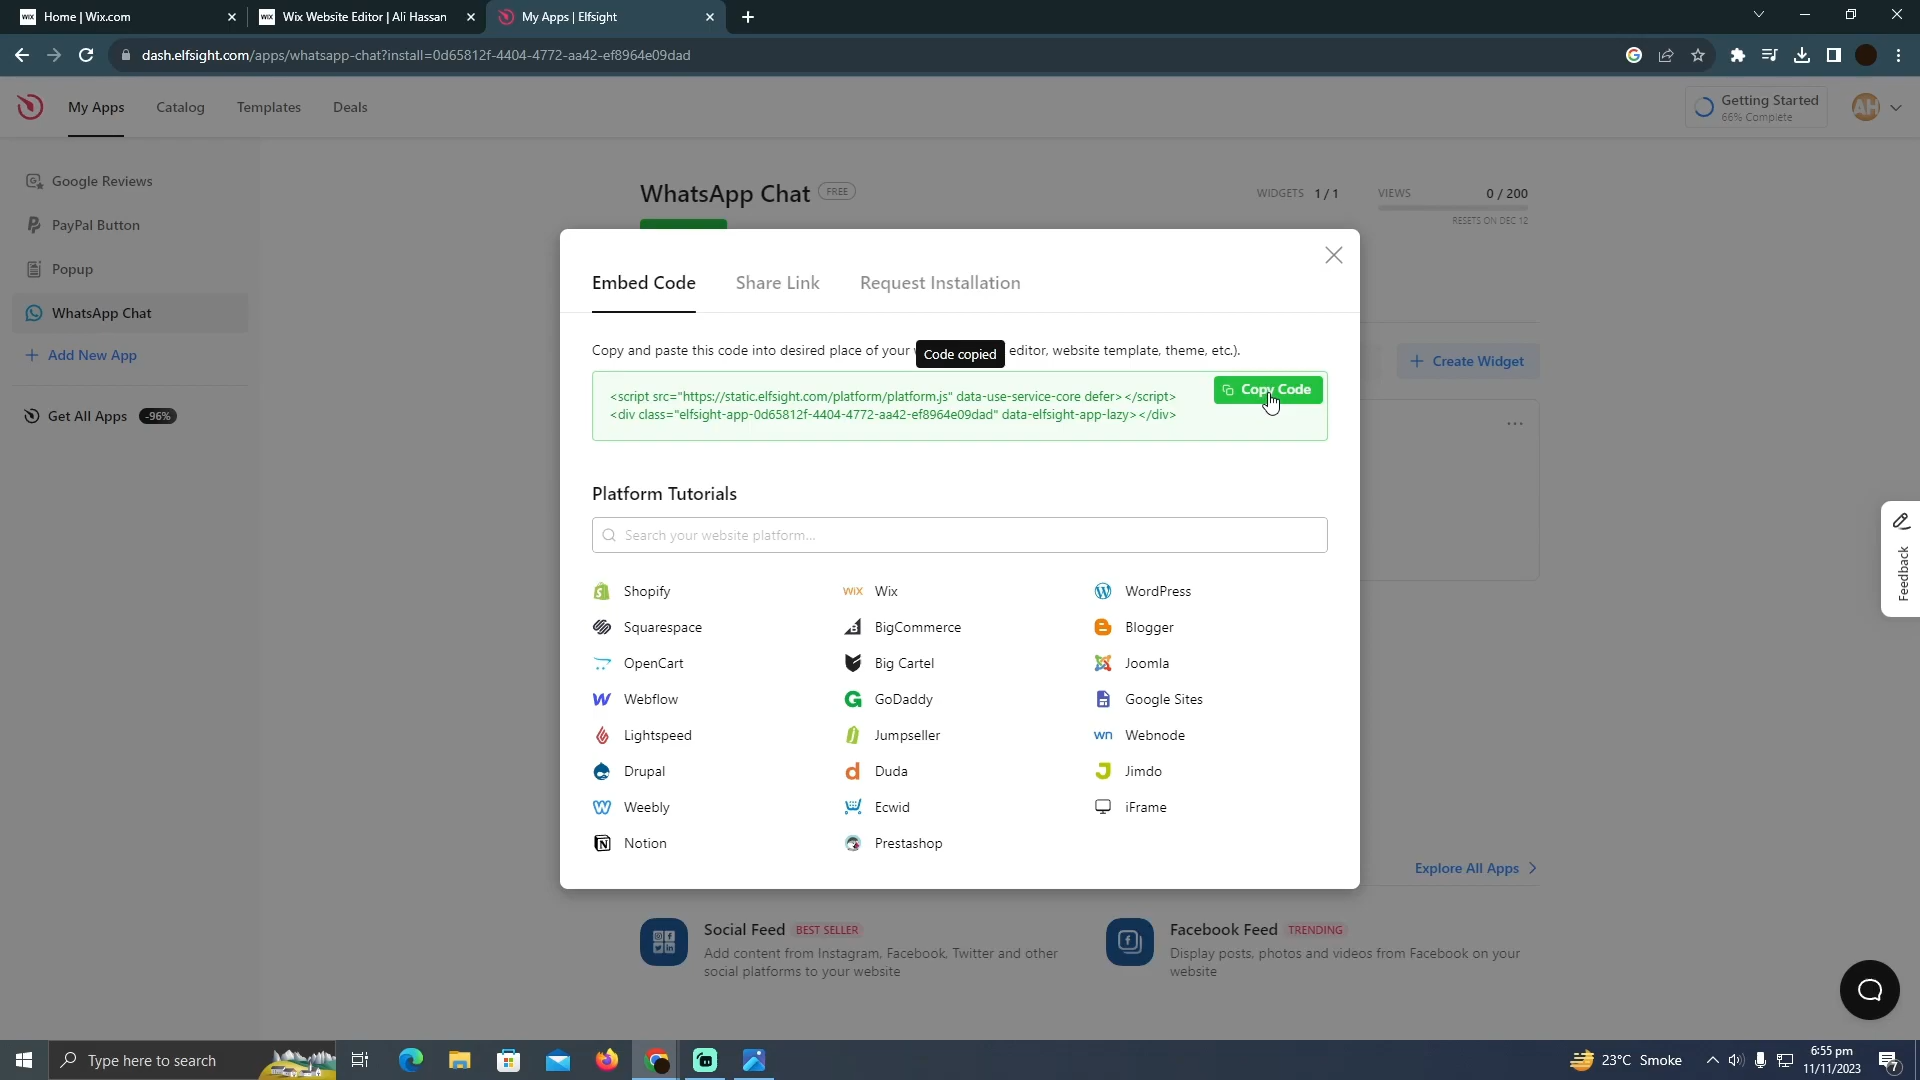 WiX Home | Wix.com
WiX Wix Website Editor | Ali Hassan
My Apps | Elfsight
dash.elfsight.com/apps/whatsapp-chat?install=0d65812f-4404-4772-aa42-ef8964e09dad
My Apps
Catalog
Templates
Deals
Getting Started
66% Complete
AH
Google Reviews
PayPal Button
Popup
WhatsApp Chat
Add New App
Get All Apps -96%
WhatsApp Chat FREE
WIDGETS 1 / 1
VIEWS 0 / 200
RESETS ON DEC 12
Embed Code
Share Link
Request Installation
Copy and paste this code into desired place of your
Code copied
editor, website template, theme, etc.).
Create Widget
<script src="https://static.elfsight.com/platform/platform.js" data-use-service-core defer></script>
<div class="elfsight-app-0d65812f-4404-4772-aa42-ef8964e09dad" data-elfsight-app-lazy></div>
Copy Code
Platform Tutorials
Search your website platform...
Shopify
WiX Wix
WordPress
Squarespace
BigCommerce
Blogger
OpenCart
Big Cartel
Joomla
Webflow
GoDaddy
Google Sites
Lightspeed
Jumpseller
wn Webnode
Drupal
Duda
Jimdo
Weebly
Ecwid
iFrame
Notion
Prestashop
Feedback
Explore All Apps
Social Feed BEST SELLER
Add content from Instagram, Facebook, Twitter and other
social platforms to your website
Facebook Feed TRENDING
Display posts, photos and videos from Facebook on your
website
Type here to search
23°C Smoke
6:55 pm
11/11/2023
7